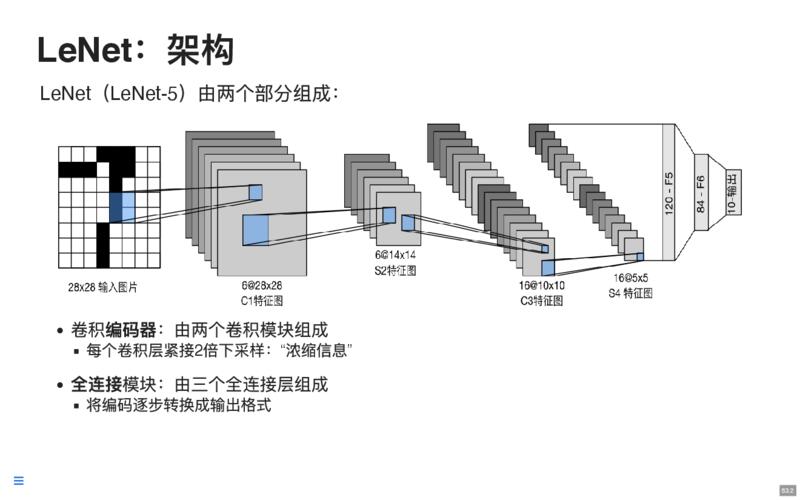 LeNet：架构
LeNet（LeNet-5）由两个部分组成：
28x28 输入图片
6@28x28
C1特征图
6@14x14
S2特征图
16@10x10
C3特征图
16@5x5
S4 特征图
120 - F5
84 - F6
10-输出
• 卷积编码器：由两个卷积模块组成
▪ 每个卷积层紧接2倍下采样：“浓缩信息”
• 全连接模块：由三个全连接层组成
▪ 将编码逐步转换成输出格式